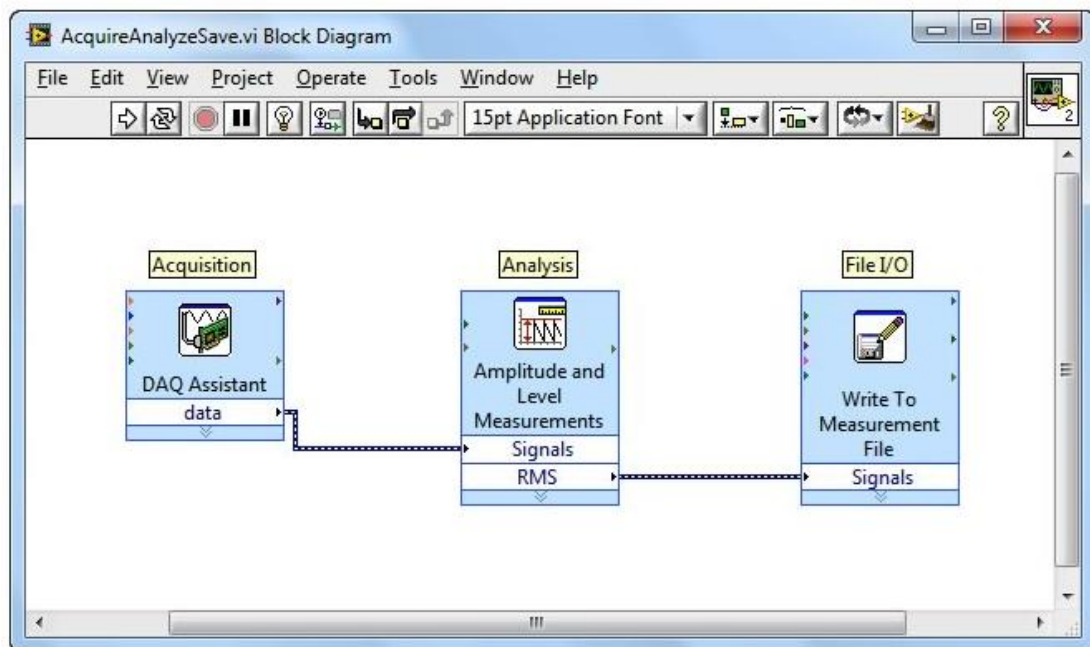 AcquireAnalyzeSave.vi Block Diagram
File Edit View Project Operate Tools Window Help
15pt Application Font
2
Acquisition
DAQ Assistant
data
Analysis
Amplitude and
Level
Measurements
Signals
RMS
File I/O
Write To
Measurement
File
Signals